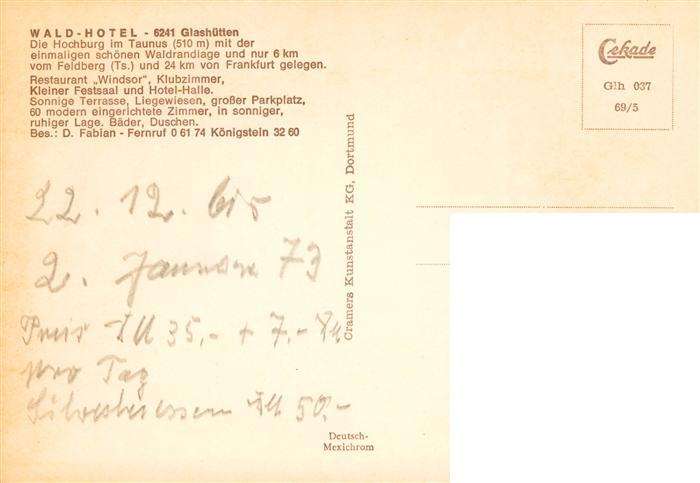 WALD-HOTEL - 6241 Glashütten
Die Hochburg im Taunus (510 m) mit der
einmaligen schönen Waldrandlage und nur 6 km
vom Feldberg (Ts.) und 24 km von Frankfurt gelegen.
Restaurant „Windsor", Klubzimmer,
Kleiner Festsaal und Hotel-Halle.
Sonnige Terrasse, Liegewiesen, großer Parkplatz,
60 modern eingerichtete Zimmer, in sonniger,
ruhiger Lage. Bäder, Duschen.
Bes.: D. Fabian - Fernruf 0 61 74 Königstein 32 60
22. 12. bis
2. Januar 73
Preis DM 35,- + 7.-
pro Tag
Silvesteressen DM 50.-
Cramers Kunstanstalt KG, Dortmund
Cekade
Glh 037
69/5
Deutsch-
Mexichrom